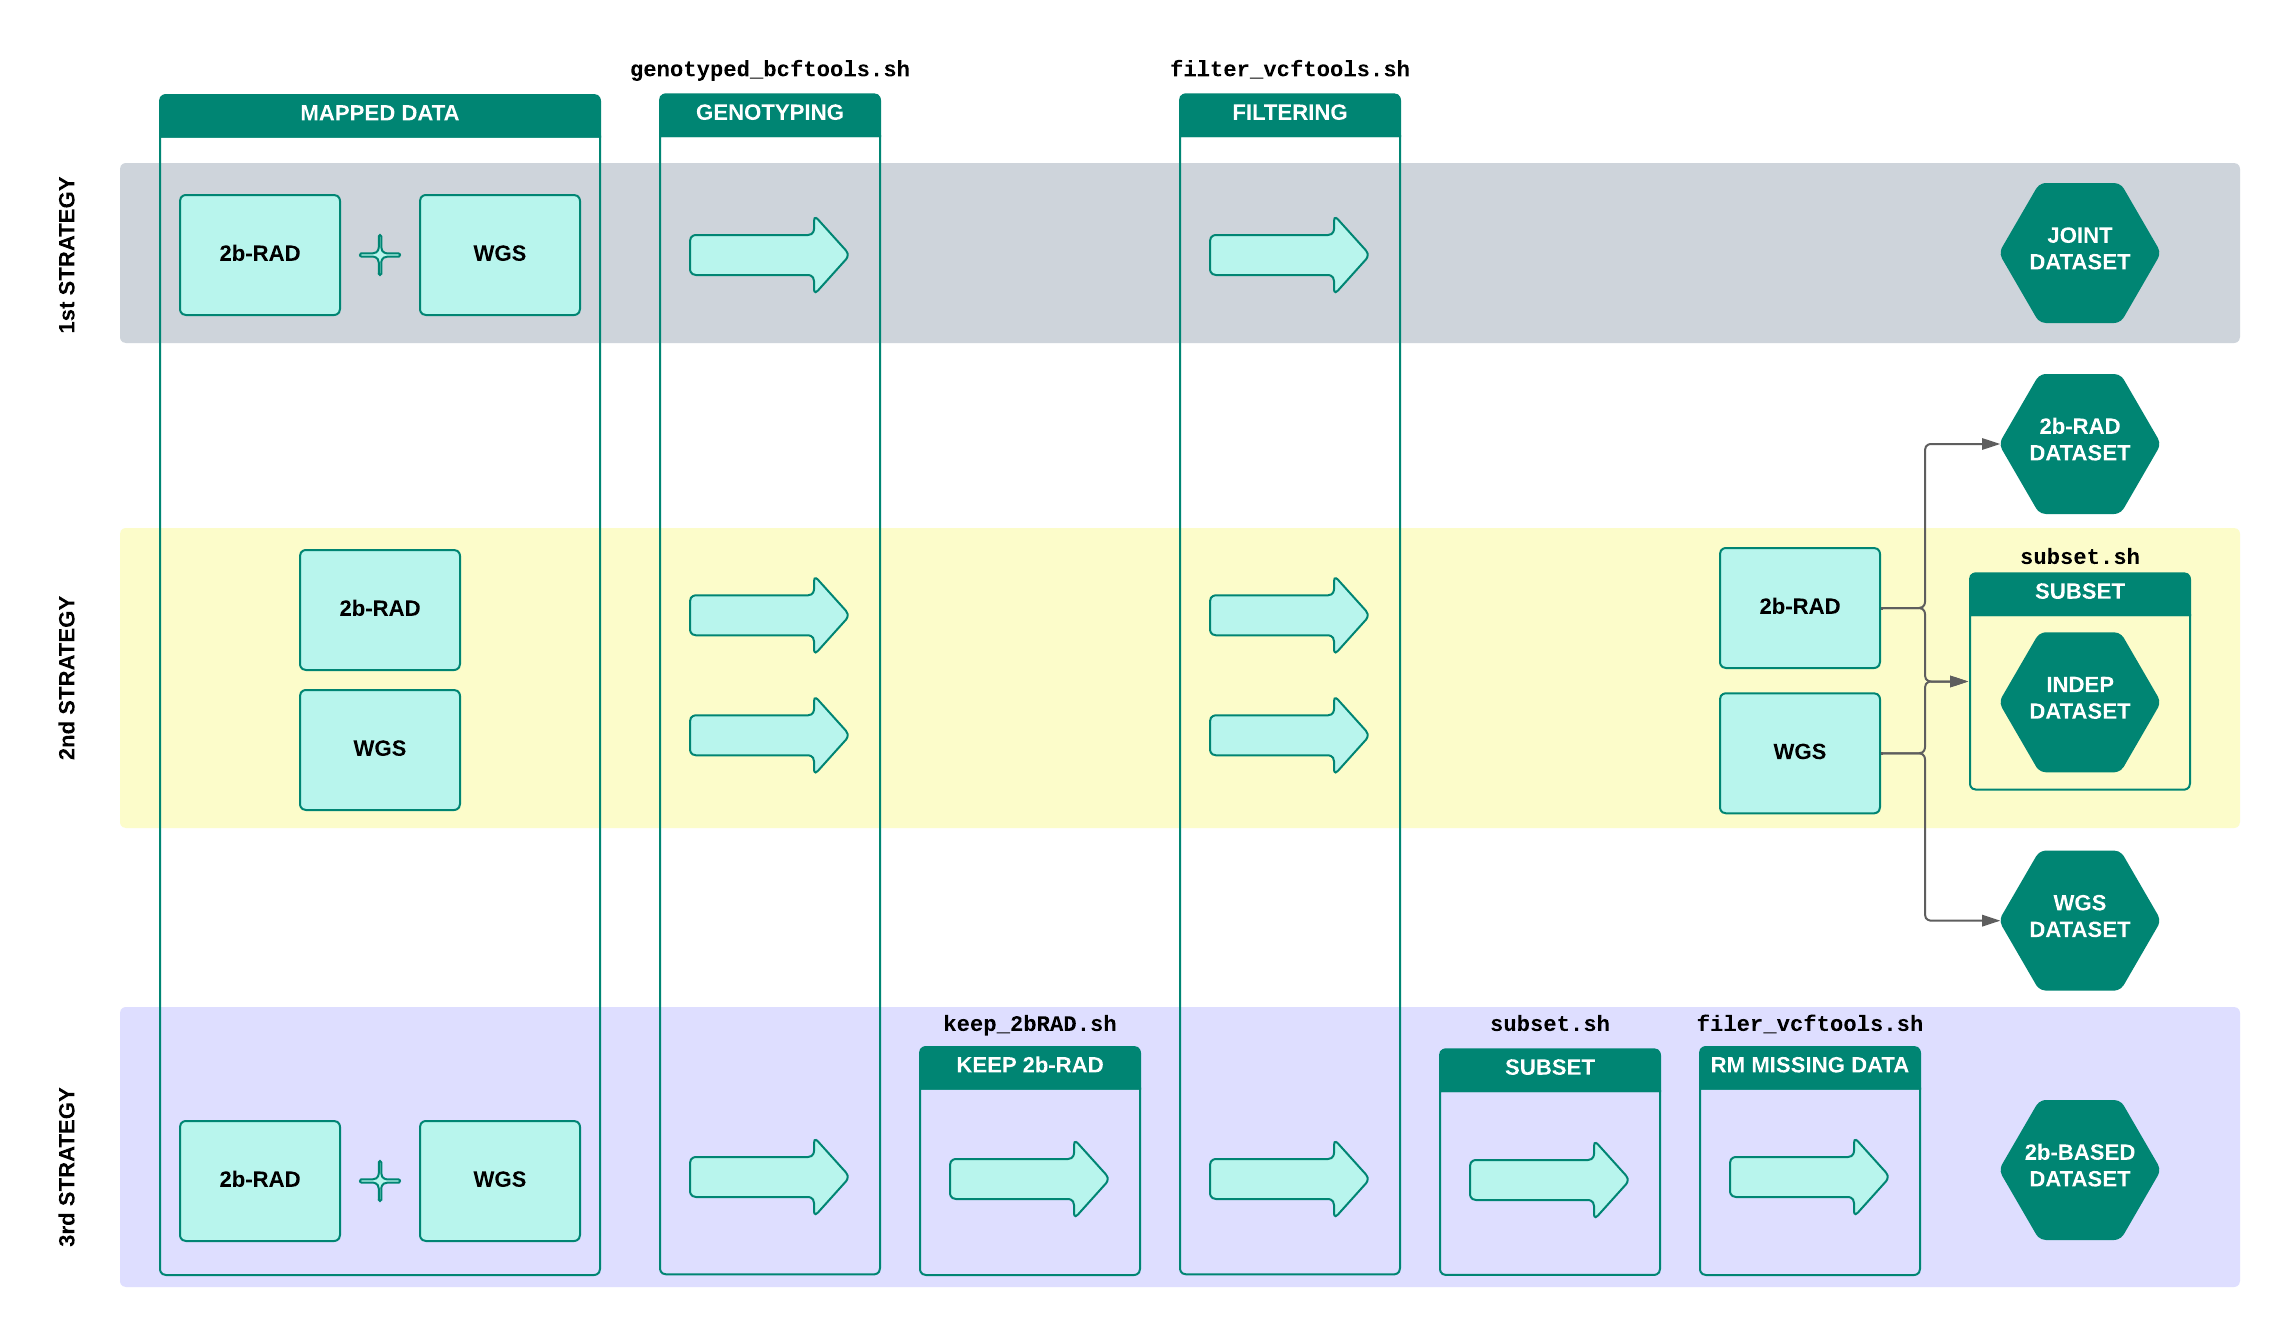 genotyped_bcftools.sh
filter_vcftools.sh
MAPPED DATA
GENOTYPING
FILTERING
1st STRATEGY
2b-RAD
WGS
JOINT
DATASET
2b-RAD
DATASET
2nd STRATEGY
2b-RAD
WGS
2b-RAD
WGS
subset.sh
SUBSET
INDEP
DATASET
WGS
DATASET
3rd STRATEGY
keep_2bRAD.sh
subset.sh
filer_vcftools.sh
KEEP 2b-RAD
SUBSET
RM MISSING DATA
2b-RAD
WGS
2b-BASED
DATASET